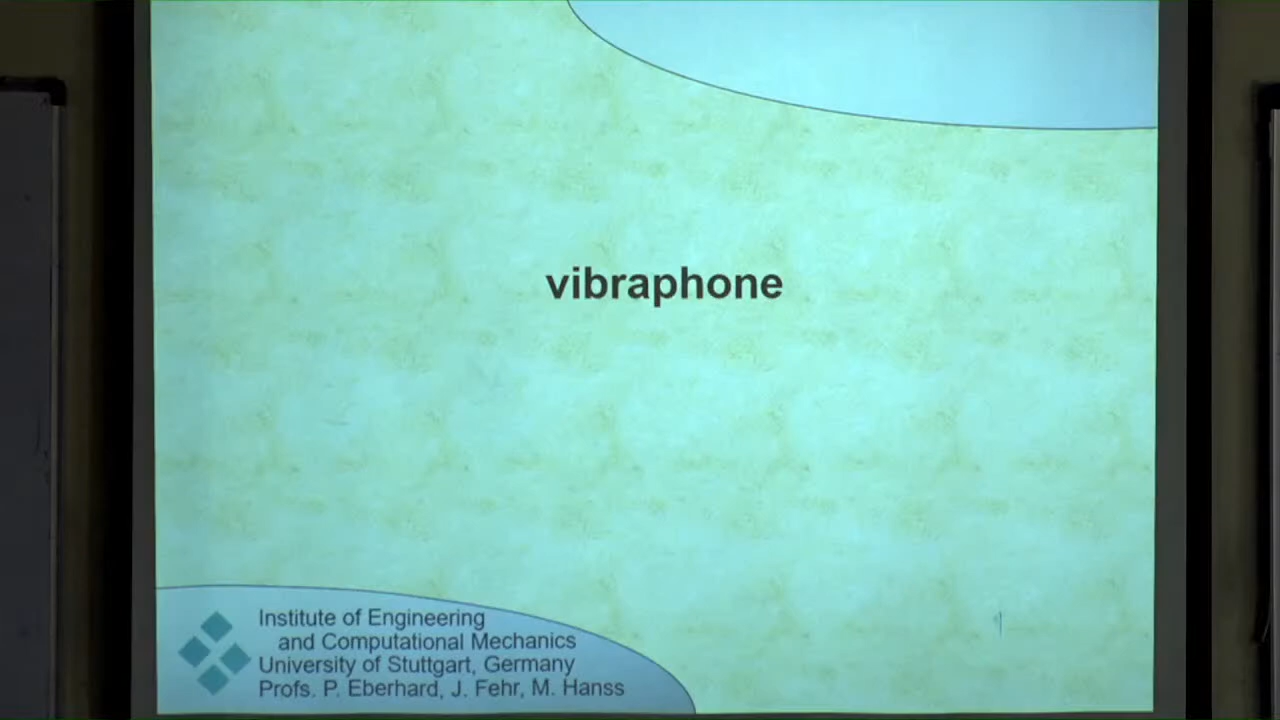 vibraphone
Institute of Engineering
and Computational Mechanics
University of Stuttgart, Germany
Profs. P. Eberhard, J. Fehr, M. Hanss